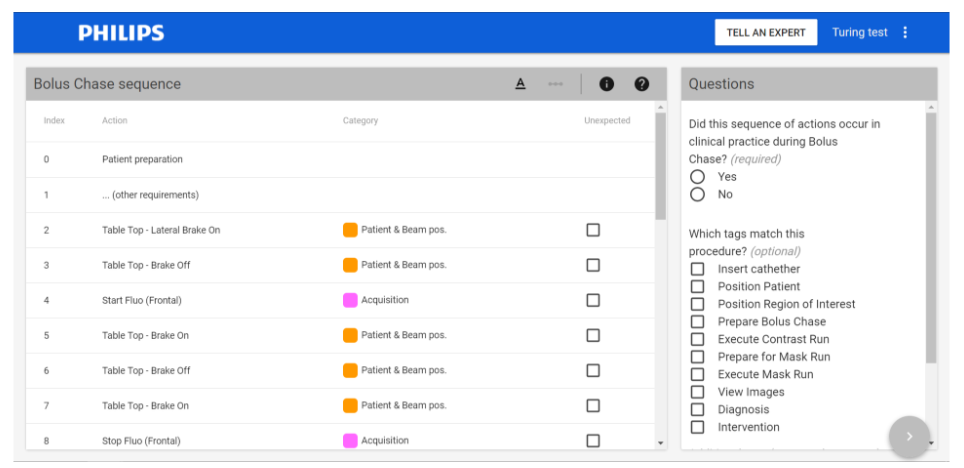 PHILIPS
TELL AN EXPERT
Turing test
Bolus Chase sequence
A
Index Action Category Unexpected
0 Patient preparation
1 ... (other requirements)
2 Table Top - Lateral Brake On Patient & Beam pos.
3 Table Top - Brake Off Patient & Beam pos.
4 Start Fluo (Frontal) Acquisition
5 Table Top - Brake On Patient & Beam pos.
6 Table Top - Brake Off Patient & Beam pos.
7 Table Top - Brake On Patient & Beam pos.
8 Stop Fluo (Frontal) Acquisition
Questions
Did this sequence of actions occur in
clinical practice during Bolus
Chase? (required)
Yes
No
Which tags match this
procedure? (optional)
Insert cathether
Position Patient
Position Region of Interest
Prepare Bolus Chase
Execute Contrast Run
Prepare for Mask Run
Execute Mask Run
View Images
Diagnosis
Intervention